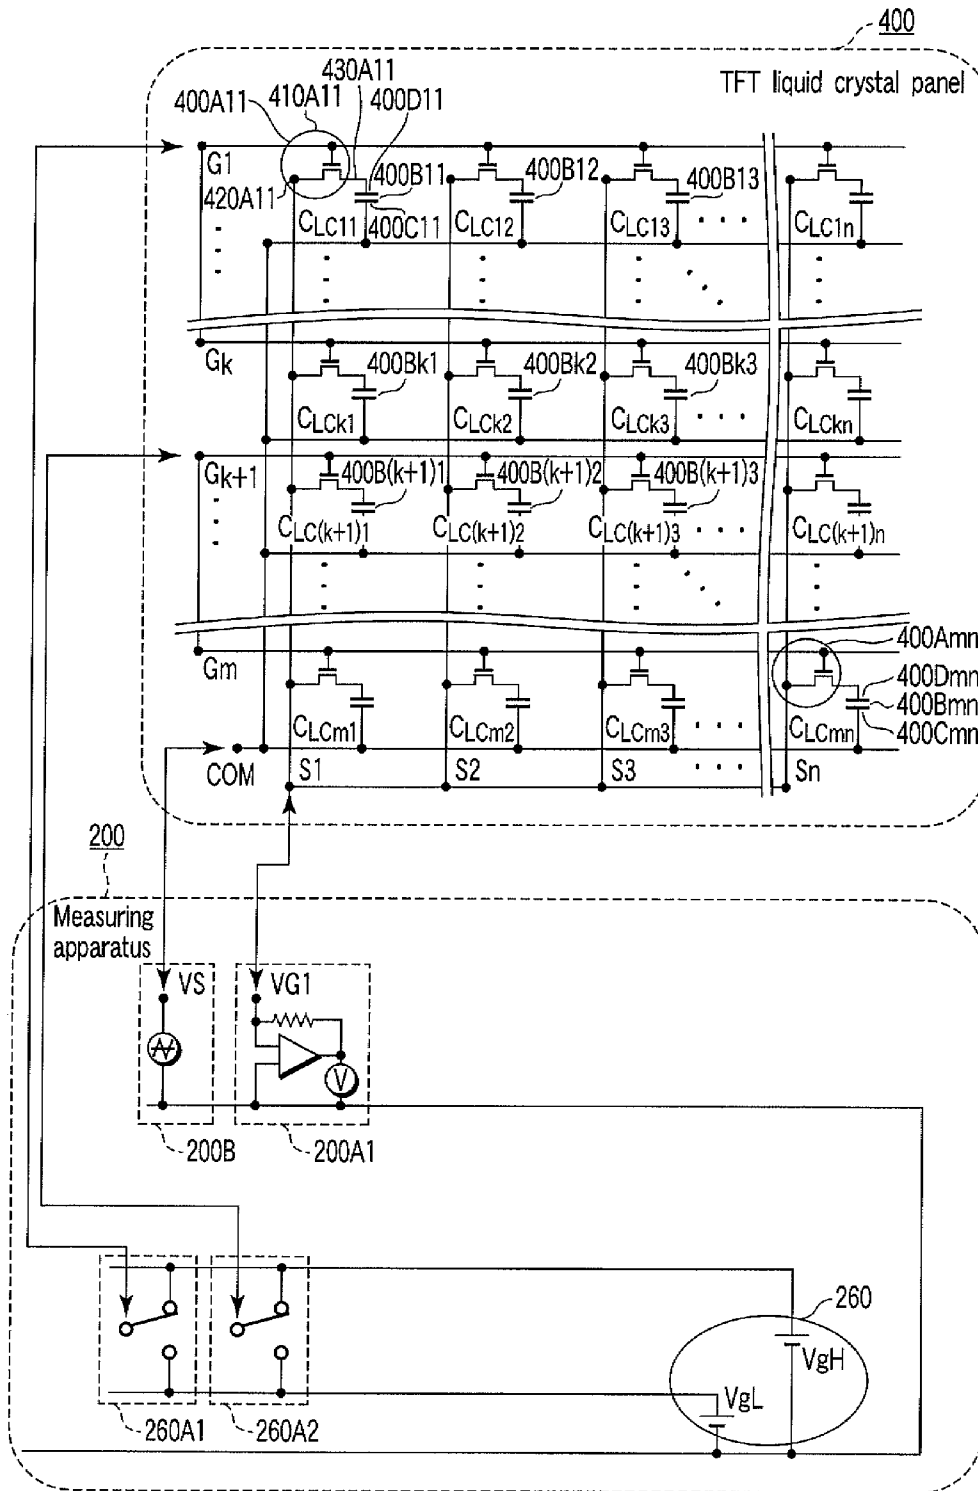 400
TFT liquid crystal panel
430A11
410A11
400A11
400D11
G1
400B11
400B12
400B13
420A11
400C11
CLC11
CLC12
CLC13
CLC1n
Gk
400Bk1
400Bk2
400Bk3
CLCk1
CLCk2
CLCk3
CLCkn
Gk+1
400B(k+1)1
400B(k+1)2
400B(k+1)3
CLC(k+1)1
CLC(k+1)2
CLC(k+1)3
CLC(k+1)n
400Amn
Gm
400Dmn
400Bmn
400Cmn
CLCm1
CLCm2
CLCm3
CLCmn
COM
S1
S2
S3
Sn
200
Measuring
apparatus
VS
VG1
V
200B
200A1
260
VgH
VgL
260A1
260A2